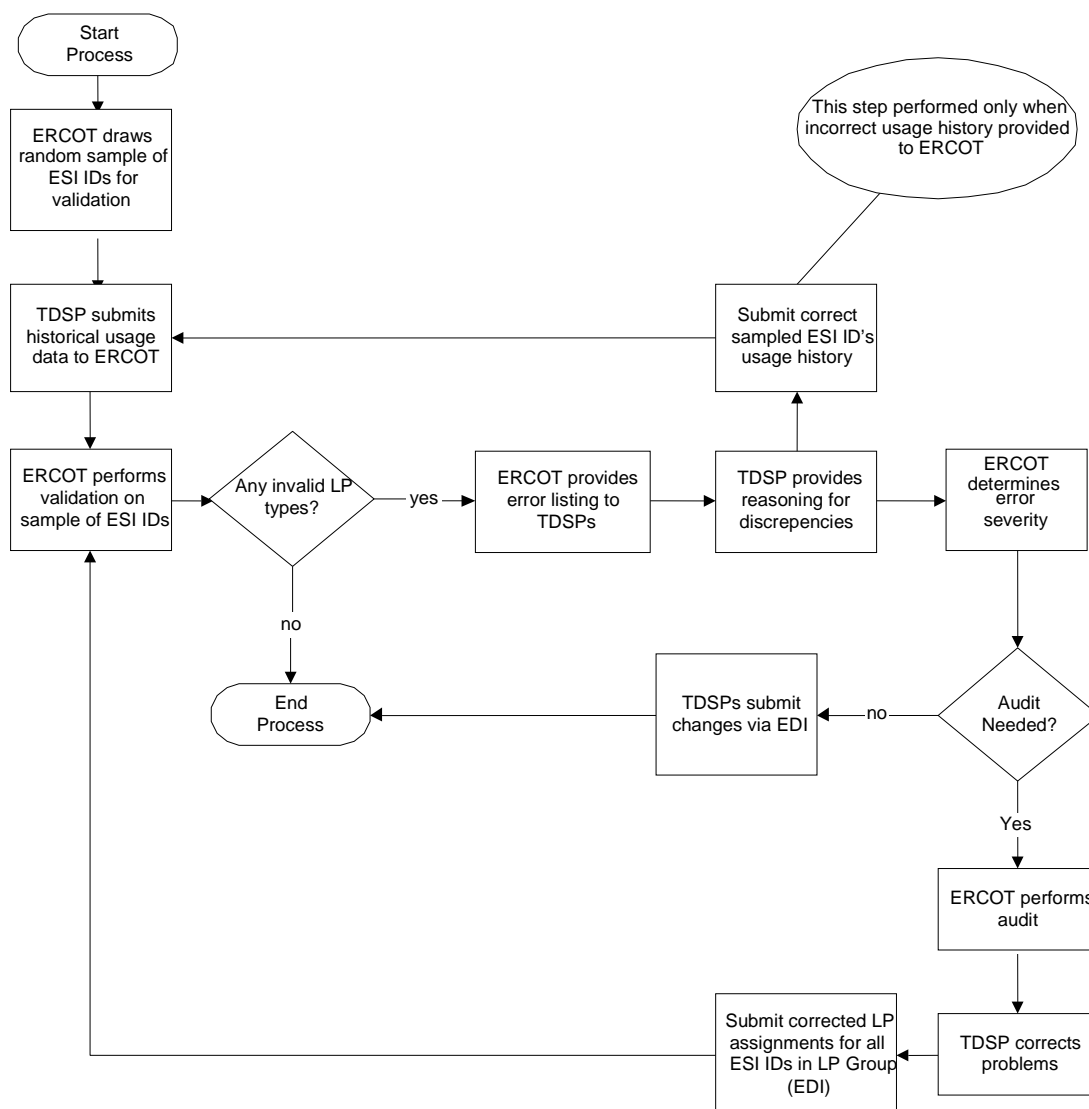 Start
Process
This step performed only when
incorrect usage history provided
to ERCOT
ERCOT draws
random sample of
ESI IDs for
validation
TDSP submits
historical usage
data to ERCOT
Submit correct
sampled ESI ID's
usage history
ERCOT performs
validation on
sample of ESI IDs
Any invalid LP
types?
yes
ERCOT provides
error listing to
TDSPs
TDSP provides
reasoning for
discrepencies
ERCOT
determines
error
severity
no
End
Process
TDSPs submit
changes via EDI
no
Audit
Needed?
Yes
ERCOT performs
audit
Submit corrected LP
assignments for all
ESI IDs in LP Group
(EDI)
TDSP corrects
problems